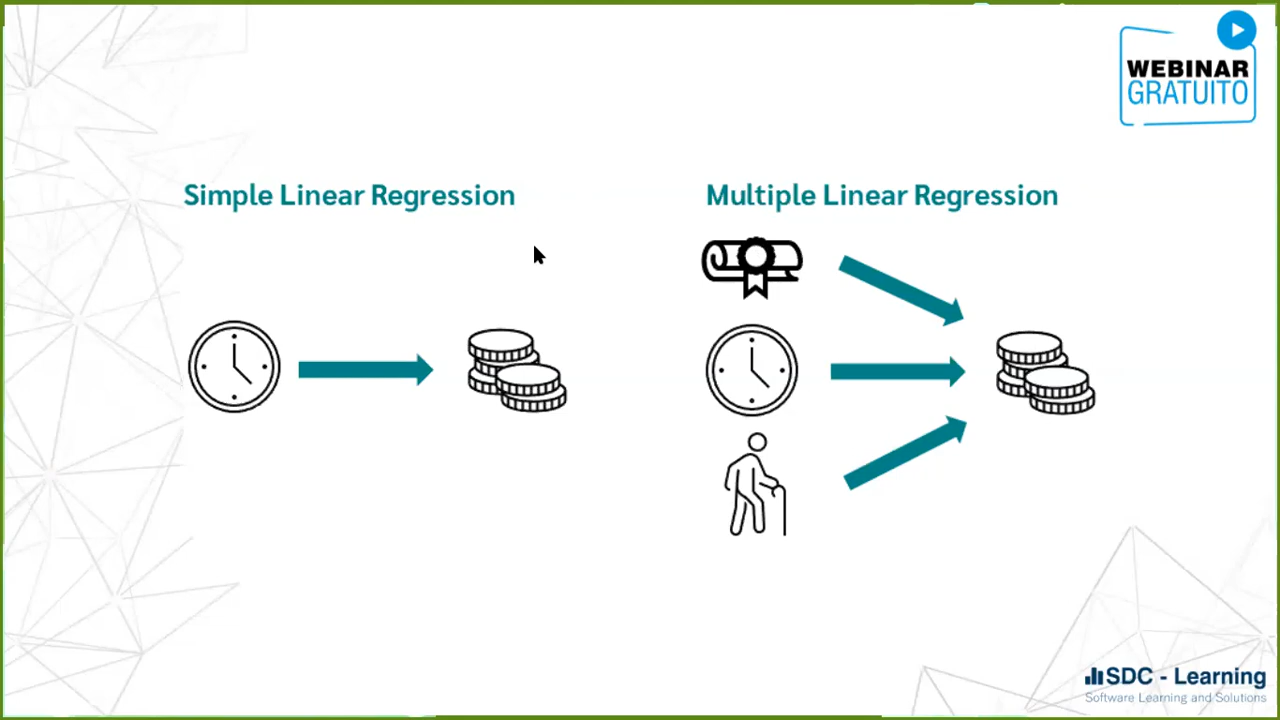 WEBINAR
GRATUITO
Simple Linear Regression
Multiple Linear Regression
SDC - Learning
Software Learning and Solutions